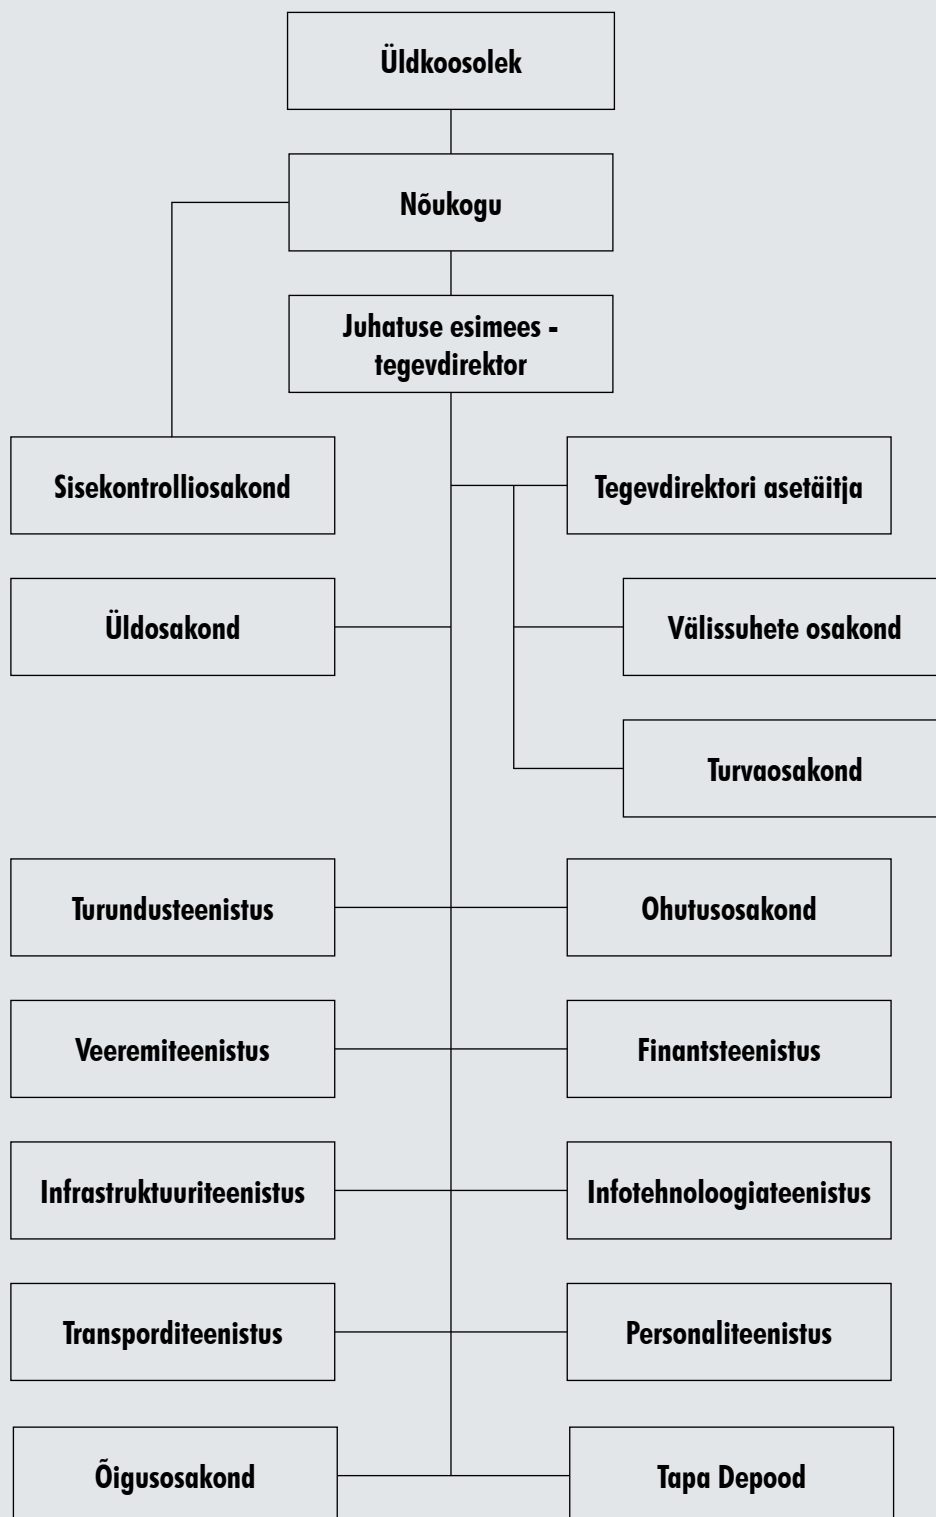 Üldkoosolek
Nõukogu
Juhatuse esimees -
tegevdirektor
Sisekontrolliosakond
Tegevdirektori asetäitja
Üldosakond
Välissuhete osakond
Turvaosakond
Turundusteenistus
Ohutusosakond
Veeremiteenistus
Finantsteenistus
Infrastruktuuriteenistus
Infotehnoloogiateenistus
Transporditeenistus
Personaliteenistus
Õigusosakond
Tapa Depood